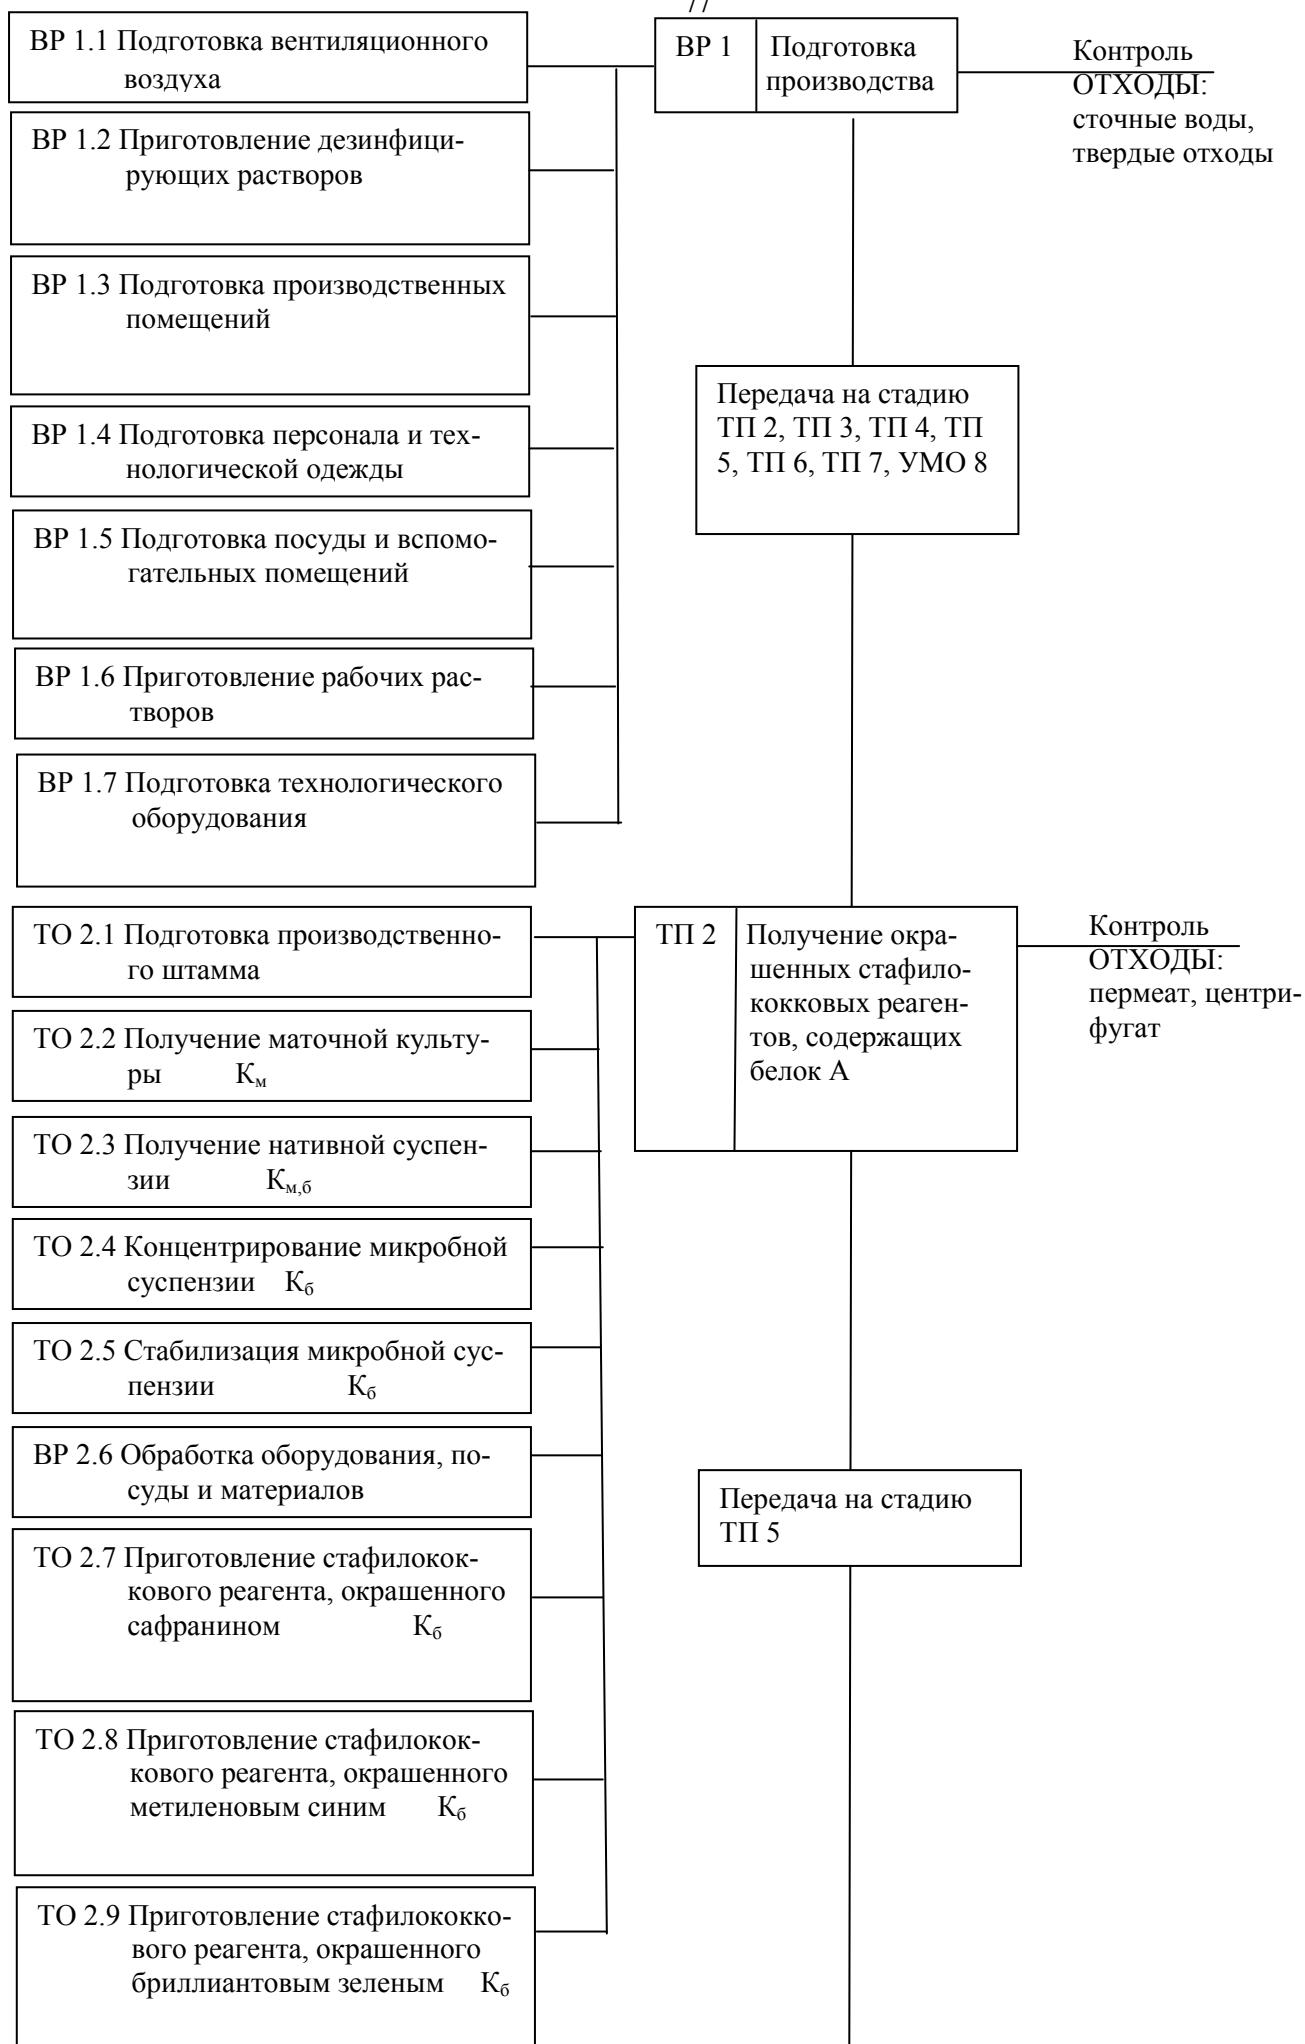 77
ВР 1.1 Подготовка вентиляционного
воздуха
ВР 1.2 Приготовление дезинфици-
рующих растворов
ВР 1.3 Подготовка производственных
помещений
ВР 1.4 Подготовка персонала и тех-
нологической одежды
ВР 1.5 Подготовка посуды и вспомо-
гательных помещений
ВР 1.6 Приготовление рабочих рас-
творов
ВР 1.7 Подготовка технологического
оборудования
ВР 1 Подготовка
производства
Контроль
ОТХОДЫ:
сточные воды,
твердые отходы
Передача на стадию
ТП 2, ТП 3, ТП 4, ТП
5, ТП 6, ТП 7, УМО 8
ТО 2.1 Подготовка производственно-
го штамма
ТО 2.2 Получение маточной культу-
ры Км
ТО 2.3 Получение нативной суспен-
зии Км,б
ТО 2.4 Концентрирование микробной
суспензии Кб
ТО 2.5 Стабилизация микробной сус-
пензии Кб
ВР 2.6 Обработка оборудования, по-
суды и материалов
ТО 2.7 Приготовление стафилокок-
кового реагента, окрашенного
сафранином Кб
ТО 2.8 Приготовление стафилокок-
кового реагента, окрашенного
метиленовым синим Кб
ТО 2.9 Приготовление стафилококко-
вого реагента, окрашенного
бриллиантовым зеленым Кб
ТП 2 Получение окра-
шенных стафило-
кокковых реаген-
тов, содержащих
белок А
Контроль
ОТХОДЫ:
пермеат, центри-
фугат
Передача на стадию
ТП 5